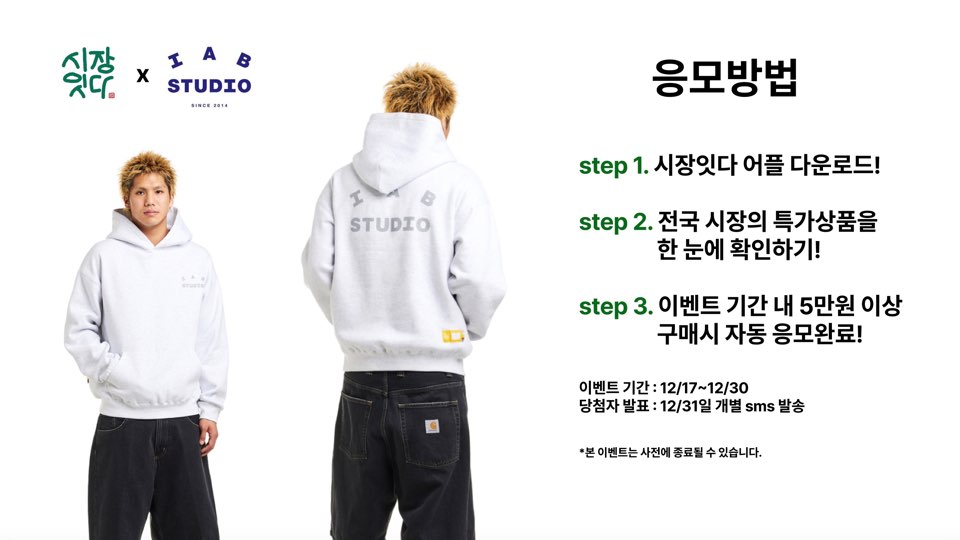 시장
잇다
X
I A B
STUDIO
SINCE 2014
응모방법
step 1. 시장잇다 어플 다운로드!
step 2. 전국 시장의 특가상품을
한 눈에 확인하기!
step 3. 이벤트 기간 내 5만원 이상
구매시 자동 응모완료!
이벤트 기간 : 12/17~12/30
당첨자 발표 : 12/31일 개별 sms 발송
*본 이벤트는 사전에 종료될 수 있습니다.
I A B
STUDIO
I A B
STUDIO